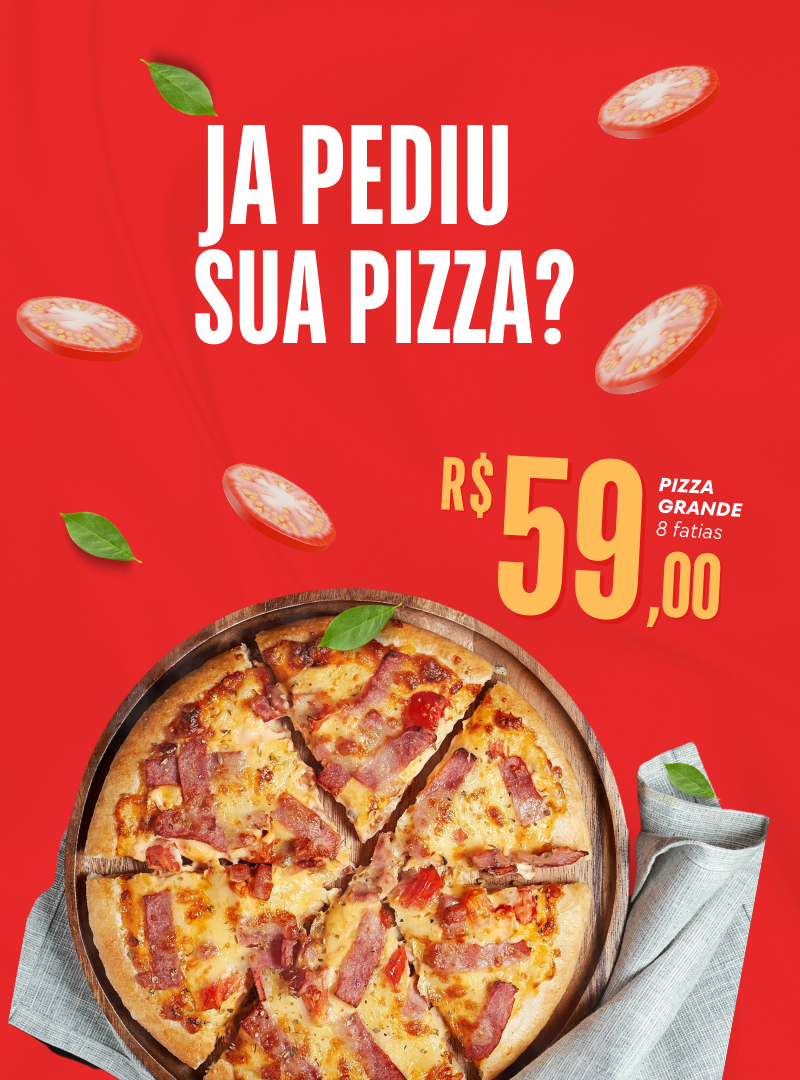 JA PEDIU
SUA PIZZA?
R$59,00
PIZZA
GRANDE
8 fatias